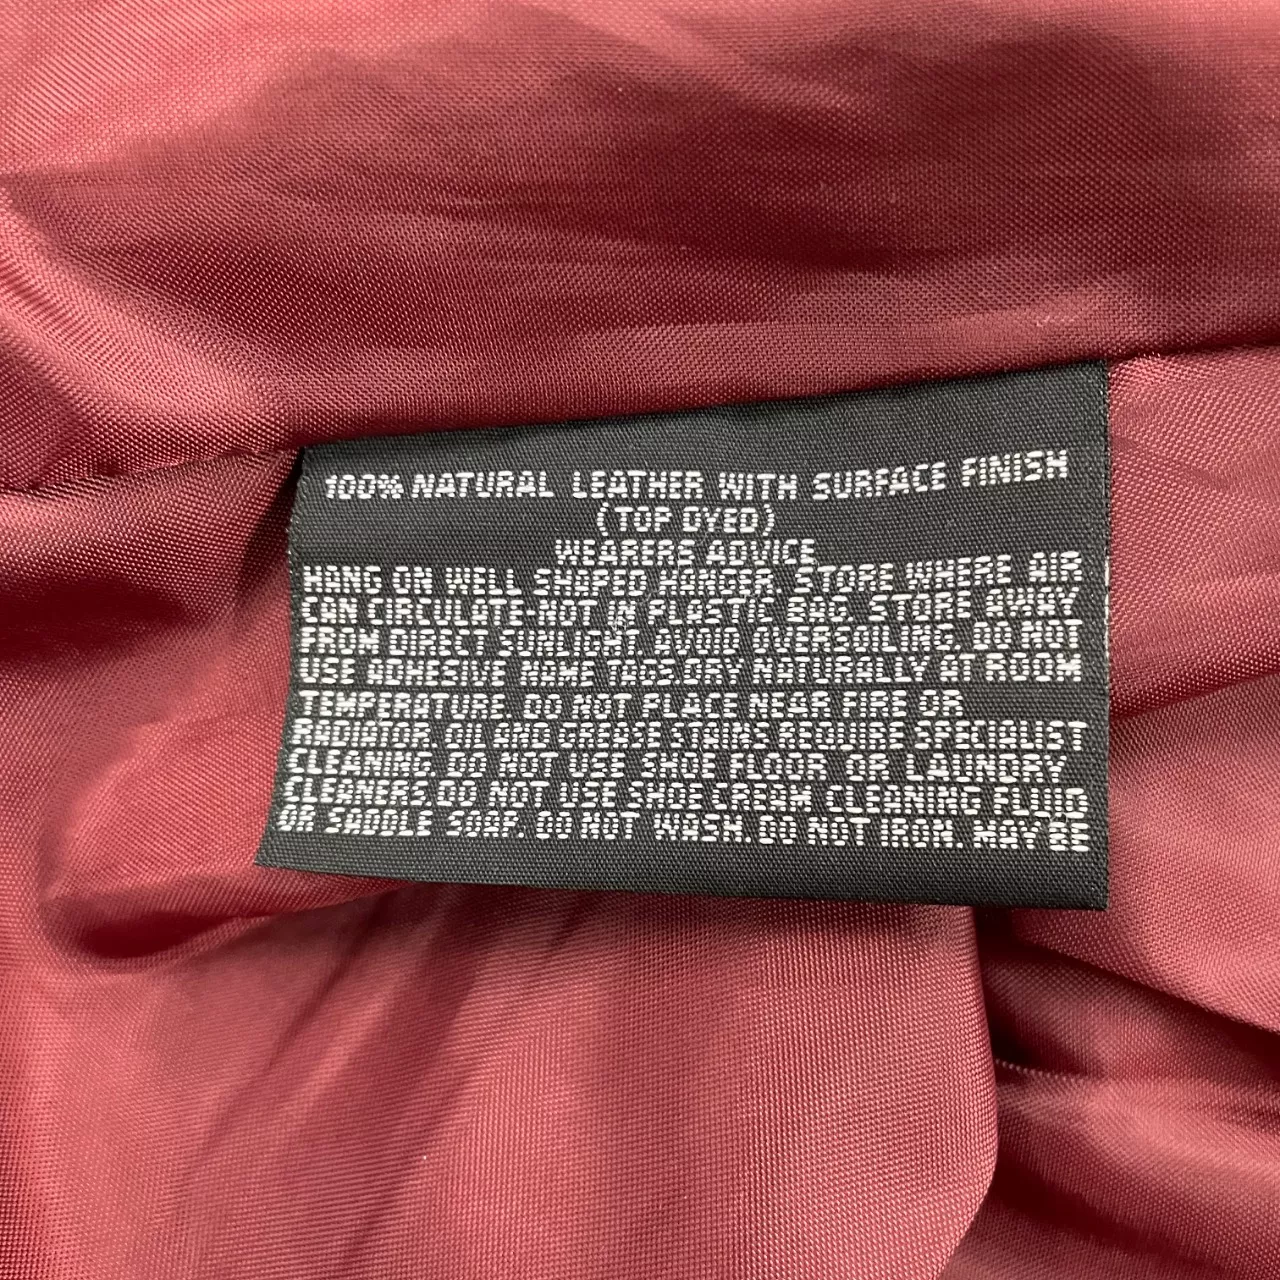 100% NATURAL LEATHER WITH SURFACE FINISH
(TOP DYED)
WEARERS ADVICE
HANG ON WELL SHAPED HANGER. STORE WHERE AIR
CAN CIRCULATE-NOT IN PLASTIC BAG. STORE AWAY
FROM DIRECT SUNLIGHT. AVOID OVERSOILING. DO NOT
USE ADHESIVE NAME TAGS.DRY NATURALLY AT ROOM
TEMPERATURE. DO NOT PLACE NEAR FIRE OR
RADIATOR. OIL AND GREASE STAINS REQUIRE SPECIALIST
CLEANING. DO NOT USE SHOE FLOOR OR LAUNDRY
CLEANERS.DO NOT USE SHOE CREAM CLEANING FLUID
OR SADDLE SOAP. DO NOT WASH. DO NOT IRON. MAY BE